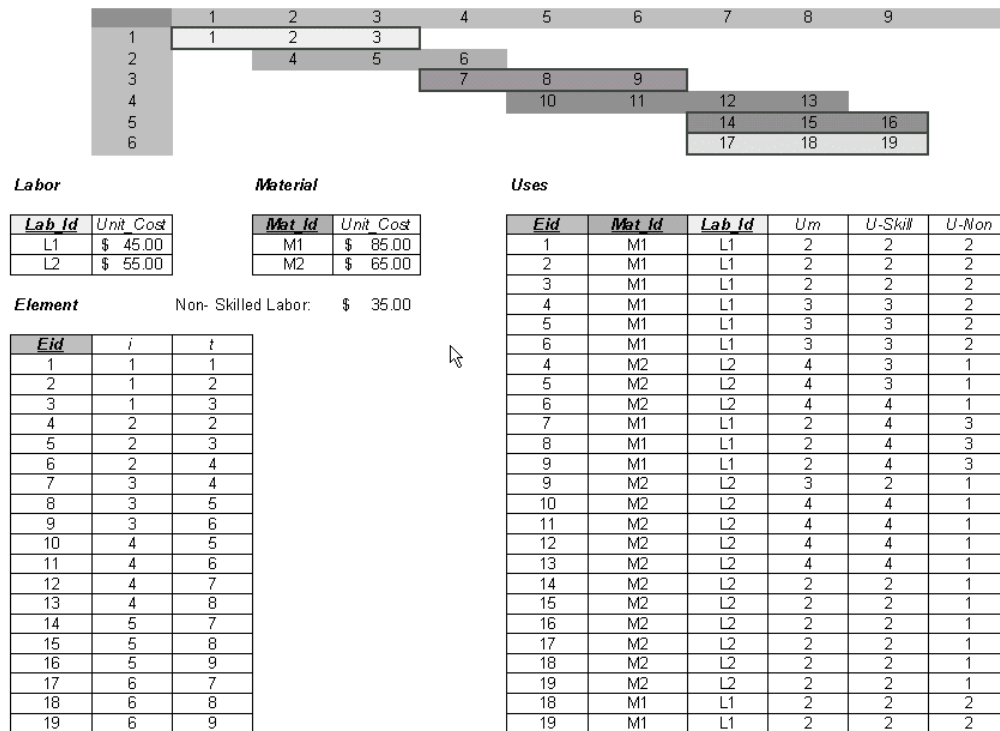 1 2 3 4 5 6 7 8 9
1 1 2 3
2 4 5 6
3 7 8 9
4 10 11 12 13
5 14 15 16
6 17 18 19
Labor
Lab_Id Unit_Cost
L1 $ 45.00
L2 $ 55.00
Material
Mat_Id Unit_Cost
M1 $ 85.00
M2 $ 65.00
Non- Skilled Labor: $ 35.00
Element
Eid i t
1 1 1
2 1 2
3 1 3
4 2 2
5 2 3
6 2 4
7 3 4
8 3 5
9 3 6
10 4 5
11 4 6
12 4 7
13 4 8
14 5 7
15 5 8
16 5 9
17 6 7
18 6 8
19 6 9
Uses
Eid Mat_Id Lab_Id Um U-Skill U-Non
1 M1 L1 2 2 2
2 M1 L1 2 2 2
3 M1 L1 2 2 2
4 M1 L1 3 3 2
5 M1 L1 3 3 2
6 M1 L1 3 3 2
4 M2 L2 4 3 1
5 M2 L2 4 3 1
6 M2 L2 4 4 1
7 M1 L1 2 4 3
8 M1 L1 2 4 3
9 M1 L1 2 4 3
9 M2 L2 3 2 1
10 M2 L2 4 4 1
11 M2 L2 4 4 1
12 M2 L2 4 4 1
13 M2 L2 4 4 1
14 M2 L2 2 2 1
15 M2 L2 2 2 1
16 M2 L2 2 2 1
17 M2 L2 2 2 1
18 M2 L2 2 2 1
19 M2 L2 2 2 1
18 M1 L1 2 2 2
19 M1 L1 2 2 2